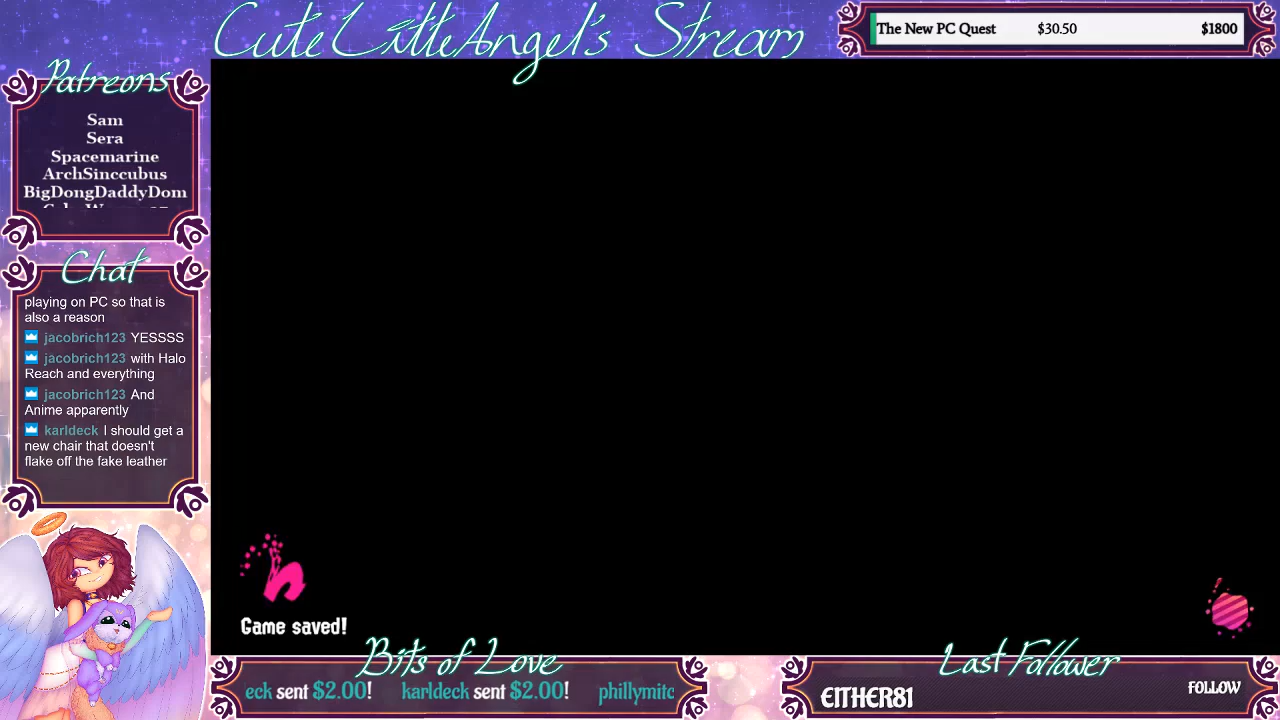 CuteLittleAngel's Stream
The New PC Quest $30.50 $1800
Patreons
Sam
Sera
Spacemarine
ArchSinccubus
BigDongDaddyDom
Chat
playing on PC so that is
also a reason
jacobrich123 YESSSS
jacobrich123 with Halo
Reach and everything
jacobrich123 And
Anime apparently
karldeck I should get a
new chair that doesn't
flake off the fake leather
Game saved!
Bits of Love
eck sent $2.00! karldeck sent $2.00! phillymitc
Last Follower
EITHER81
FOLLOW